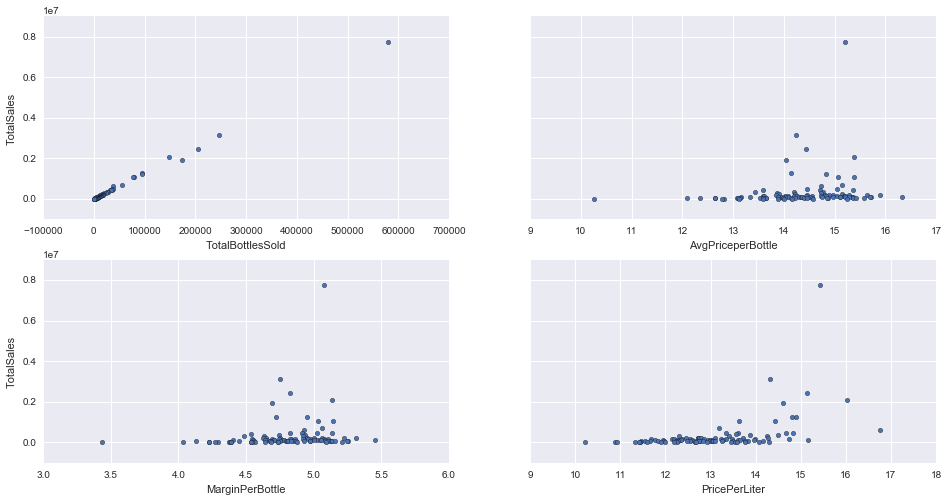 1e7
0.8
0.6
TotalSales
0.4
0.2
0.0
−100000 0 100000 200000 300000 400000 500000 600000 700000
TotalBottlesSold
9 10 11 12 13 14 15 16 17
AvgPriceperBottle
1e7
0.8
0.6
TotalSales
0.4
0.2
0.0
3.0 3.5 4.0 4.5 5.0 5.5 6.0
MarginPerBottle
9 10 11 12 13 14 15 16 17 18
PricePerLiter